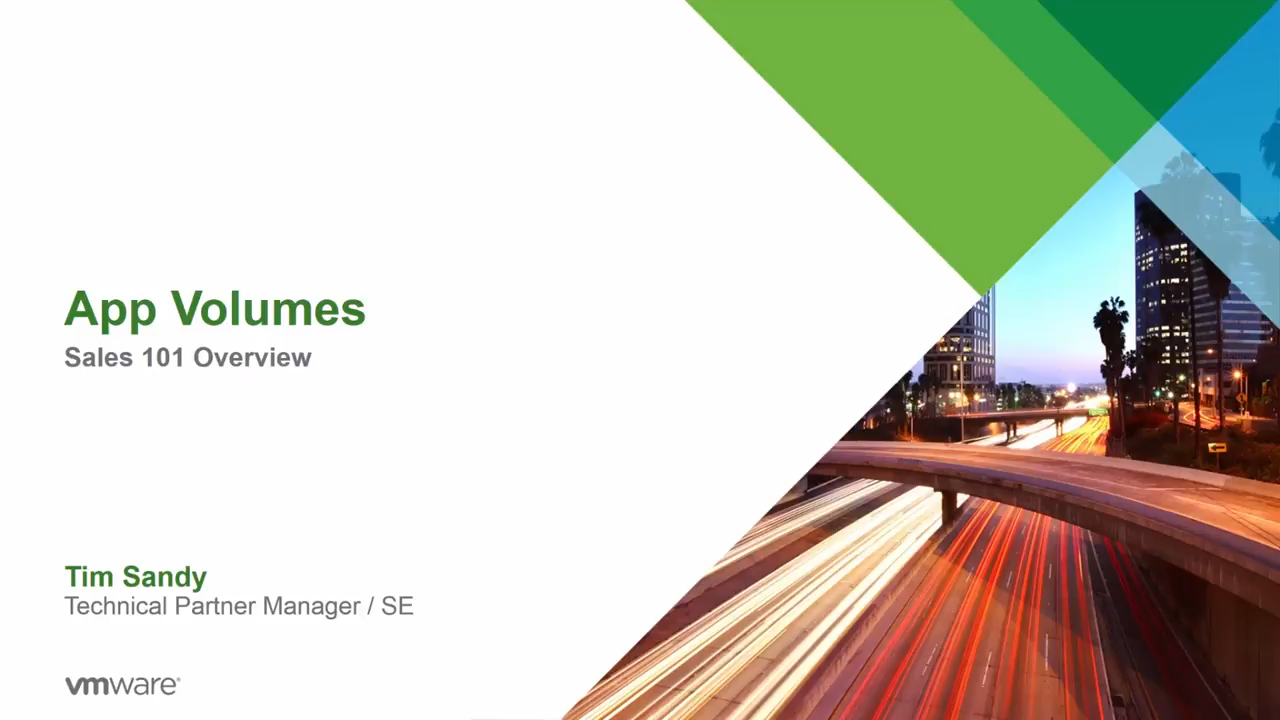 App Volumes
Sales 101 Overview
Tim Sandy
Technical Partner Manager / SE
vmware®